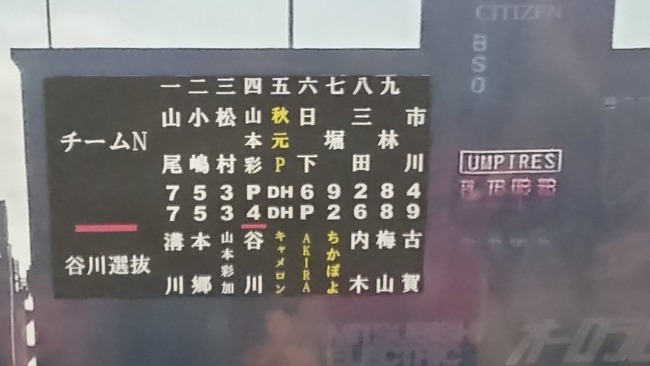 CITIZEN
B
S
O
一 二 三 四 五 六 七 八 九
チームN
山尾
小嶋
松村
山本彩
秋元P
日下
堀
三田
林
市川
7 5 3 P DH 6 9 2 8 4
7 5 3 4 DH P 2 6 8 9
谷川選抜
溝川
本郷
山本彩加
谷川
キャメロン
AKIRA
ちかぽよ
内木
梅山
古賀
UMPIRES
MITSUBISHI
ELECTRIC